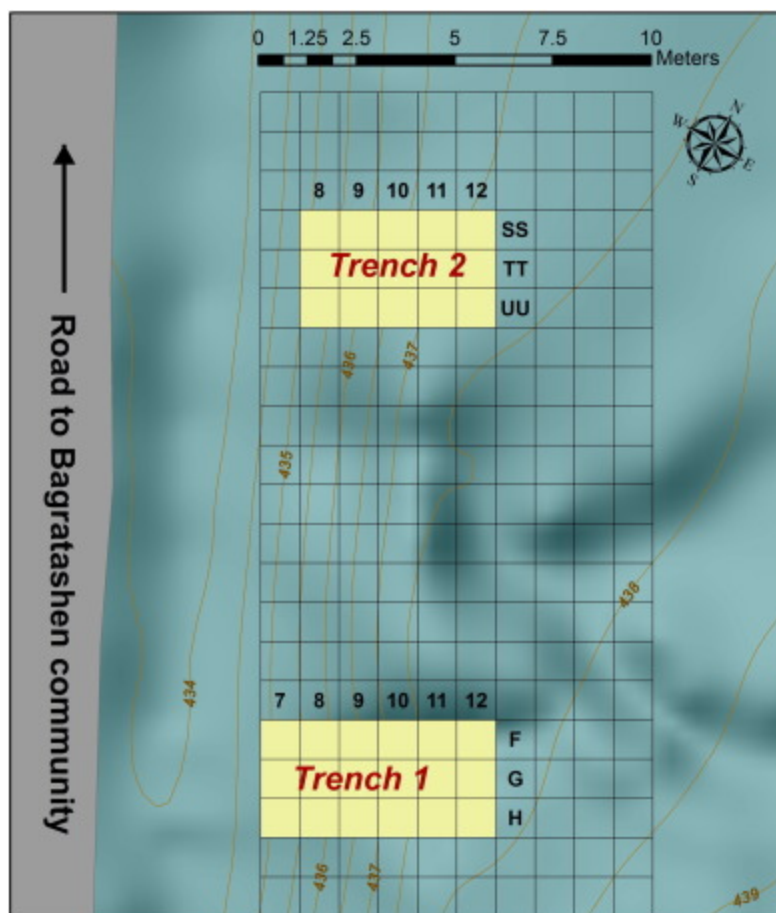 0 1.25 2.5 5 7.5 10
Meters
N
W
E
S
8 9 10 11 12
SS
Trench 2
TT
UU
436
437
Road to Bagratashen community
435
438
434
7 8 9 10 11 12
F
Trench 1
G
H
436
437
439